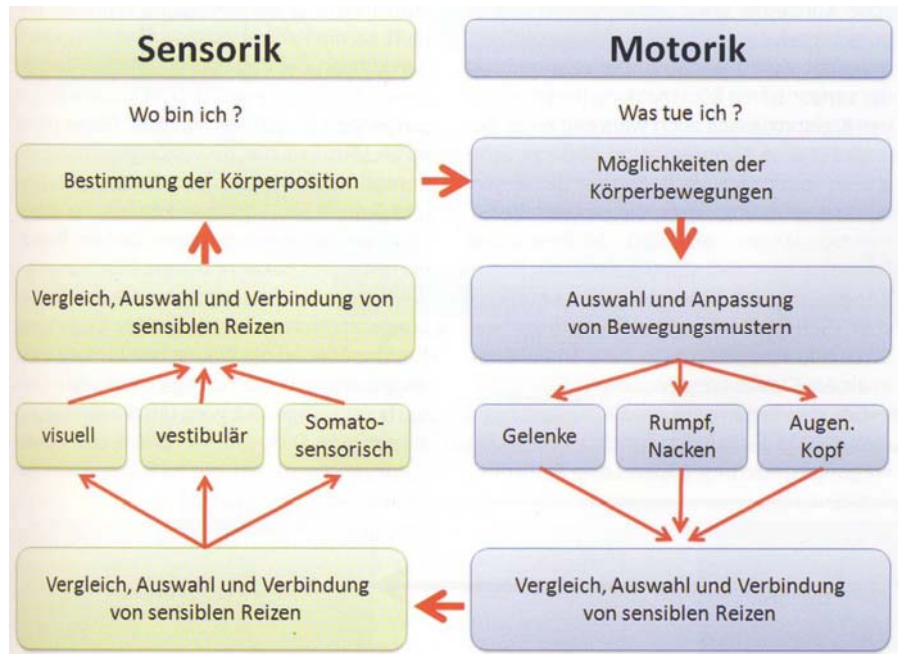 Sensorik
Wo bin ich ?
Bestimmung der Körperposition
Vergleich, Auswahl und Verbindung von
sensiblen Reizen
visuell
vestibulär
Somato-
sensorisch
Vergleich, Auswahl und Verbindung
von sensiblen Reizen
Motorik
Was tue ich ?
Möglichkeiten der
Körperbewegungen
Auswahl und Anpassung
von Bewegungsmustern
Gelenke
Rumpf,
Nacken
Augen.
Kopf
Vergleich, Auswahl und Verbindung
von sensiblen Reizen